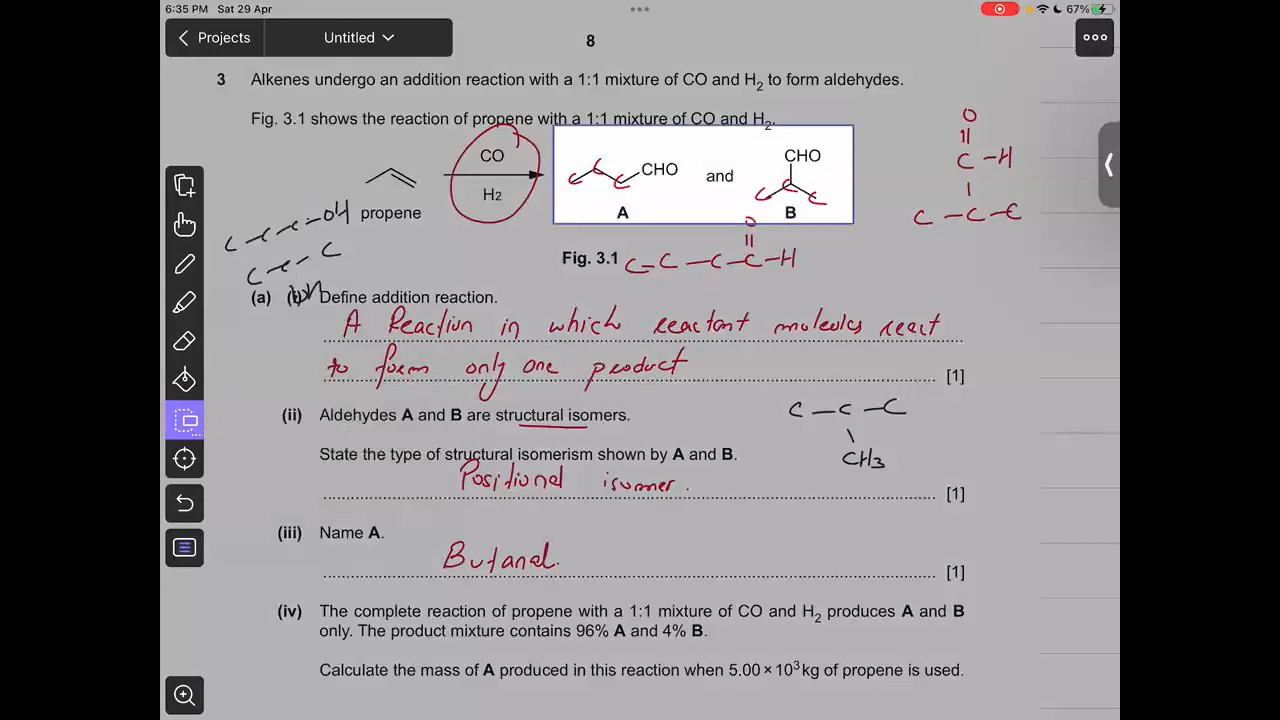 6:35 PM Sat 29 Apr
67%
Projects
Untitled
8
3 Alkenes undergo an addition reaction with a 1:1 mixture of CO and H₂ to form aldehydes.
Fig. 3.1 shows the reaction of propene with a 1:1 mixture of CO and H₂.
O
C – H
C – C – C
CO
H₂
CHO
and
CHO
propene
A
B
C C C – OH
C – C – C
O
Fig. 3.1
C – C – C – C – H
(a) (i) Define addition reaction.
A Reaction in which reactant molecules react
to form only one product
[1]
(ii) Aldehydes A and B are structural isomers.
C – C – C
CH3
State the type of structural isomerism shown by A and B.
Positional isomer.
[1]
(iii) Name A.
Butanal.
[1]
(iv) The complete reaction of propene with a 1:1 mixture of CO and H₂ produces A and B
only. The product mixture contains 96% A and 4% B.
Calculate the mass of A produced in this reaction when 5.00 × 10³ kg of propene is used.